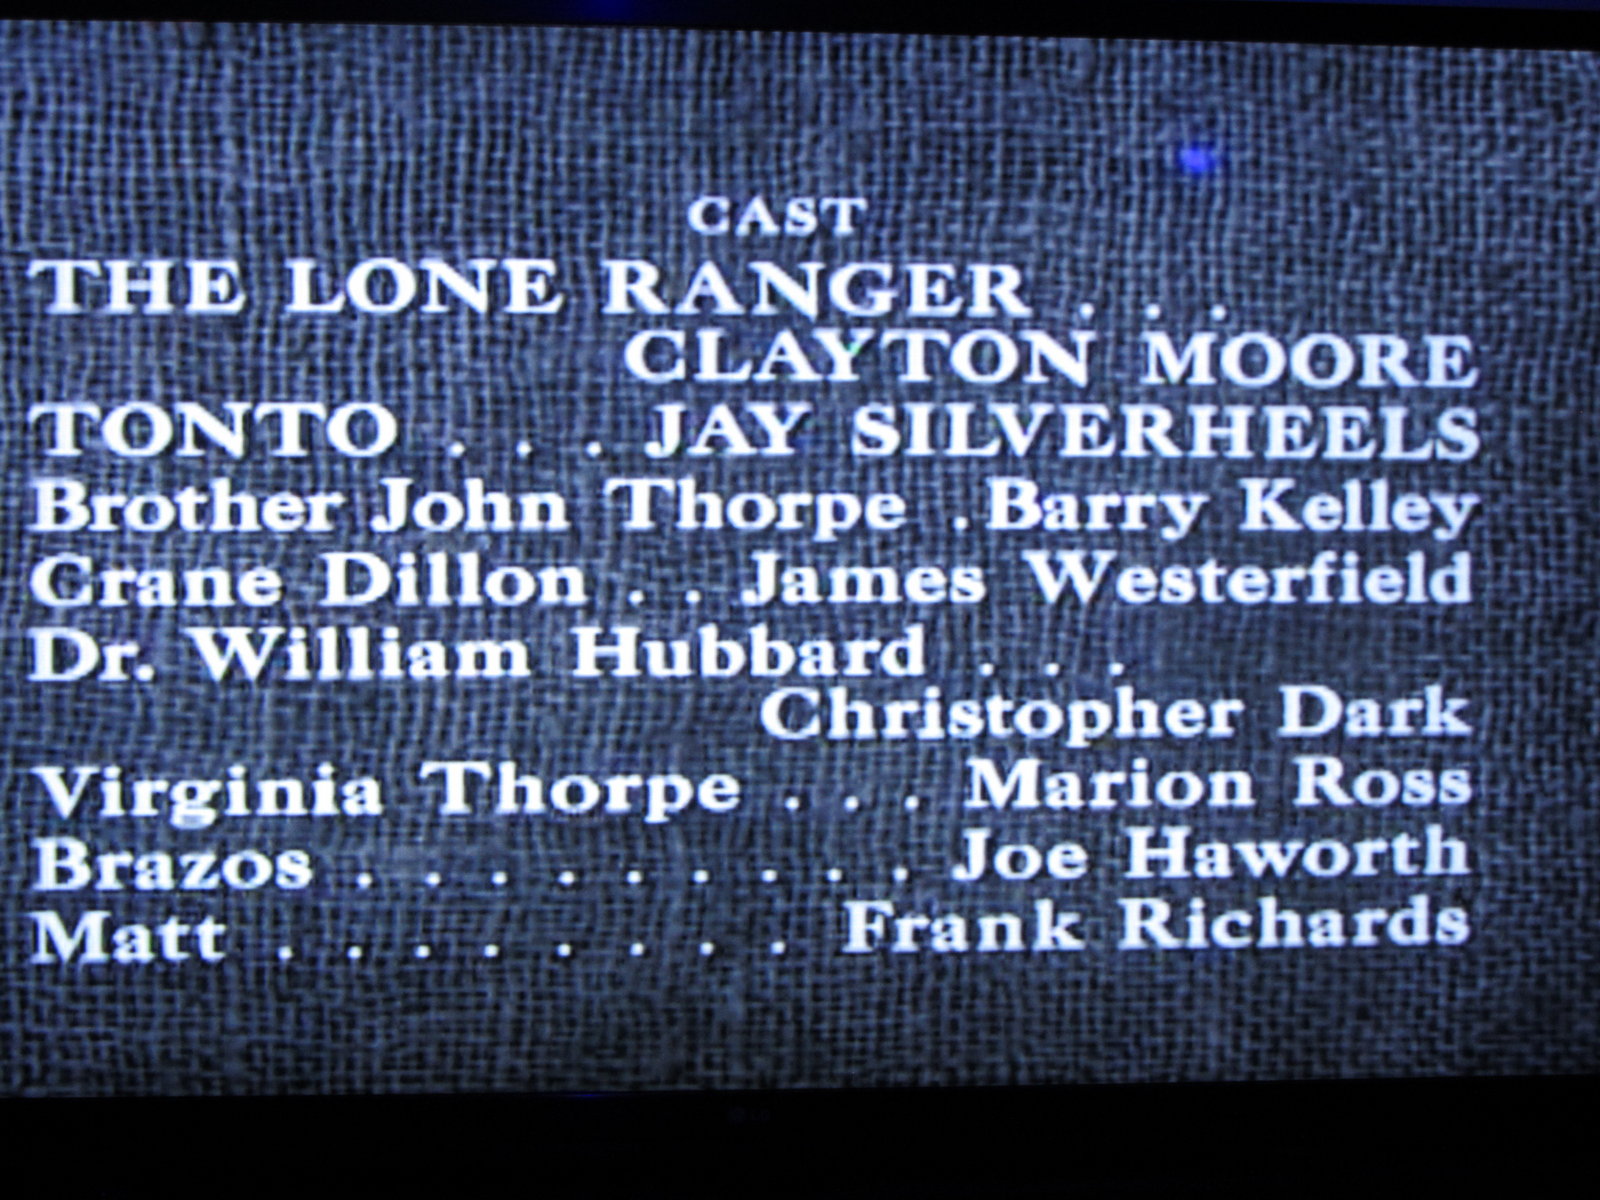 CAST
THE LONE RANGER . . .
CLAYTON MOORE
TONTO . . . JAY SILVERHEELS
Brother John Thorpe . Barry Kelley
Crane Dillon . . James Westerfield
Dr. William Hubbard . . .
Christopher Dark
Virginia Thorpe . . . Marion Ross
Brazos . . . . . . . . . Joe Haworth
Matt . . . . . . . . Frank Richards
LG